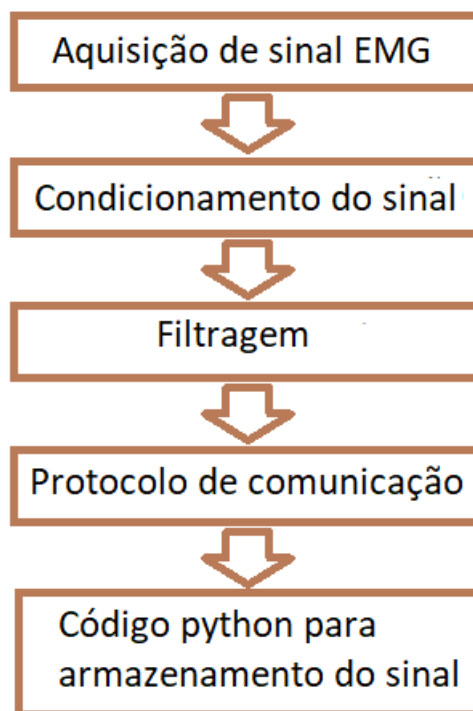 Aquisição de sinal EMG
Condicionamento do sinal
Filtragem
Protocolo de comunicação
Código python para
armazenamento do sinal